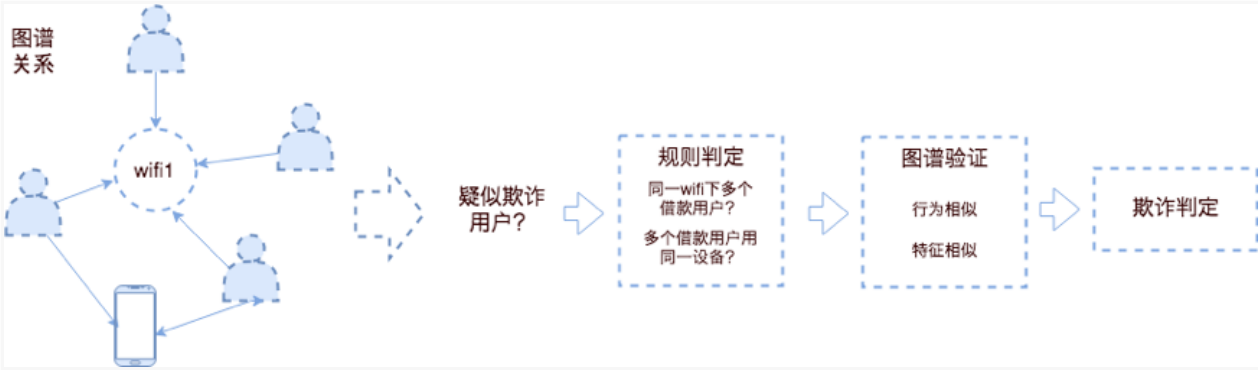 图谱
关系
wifi1
疑似欺诈
用户?
规则判定
同一wifi下多个
借款用户?
多个借款用户用
同一设备?
图谱验证
行为相似
特征相似
欺诈判定